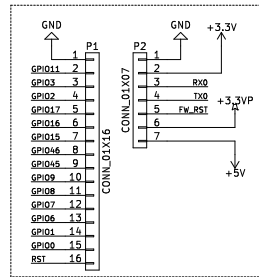 GND
P1
1
GPIO11 2
GPIO3 3
GPIO2 4
GPIO17 5
GPIO16 6
GPIO15 7
GPIO46 8
GPIO45 9
GPIO9 10
GPIO8 11
GPIO7 12
GPIO6 13
GPIO1 14
GPIO0 15
RST 16
CONN_01X16
P2
GND
+3.3V
1
2
3 RX0
4 TX0
5 FW_RST
6
+3.3VP
7
+5V
CONN_01X07